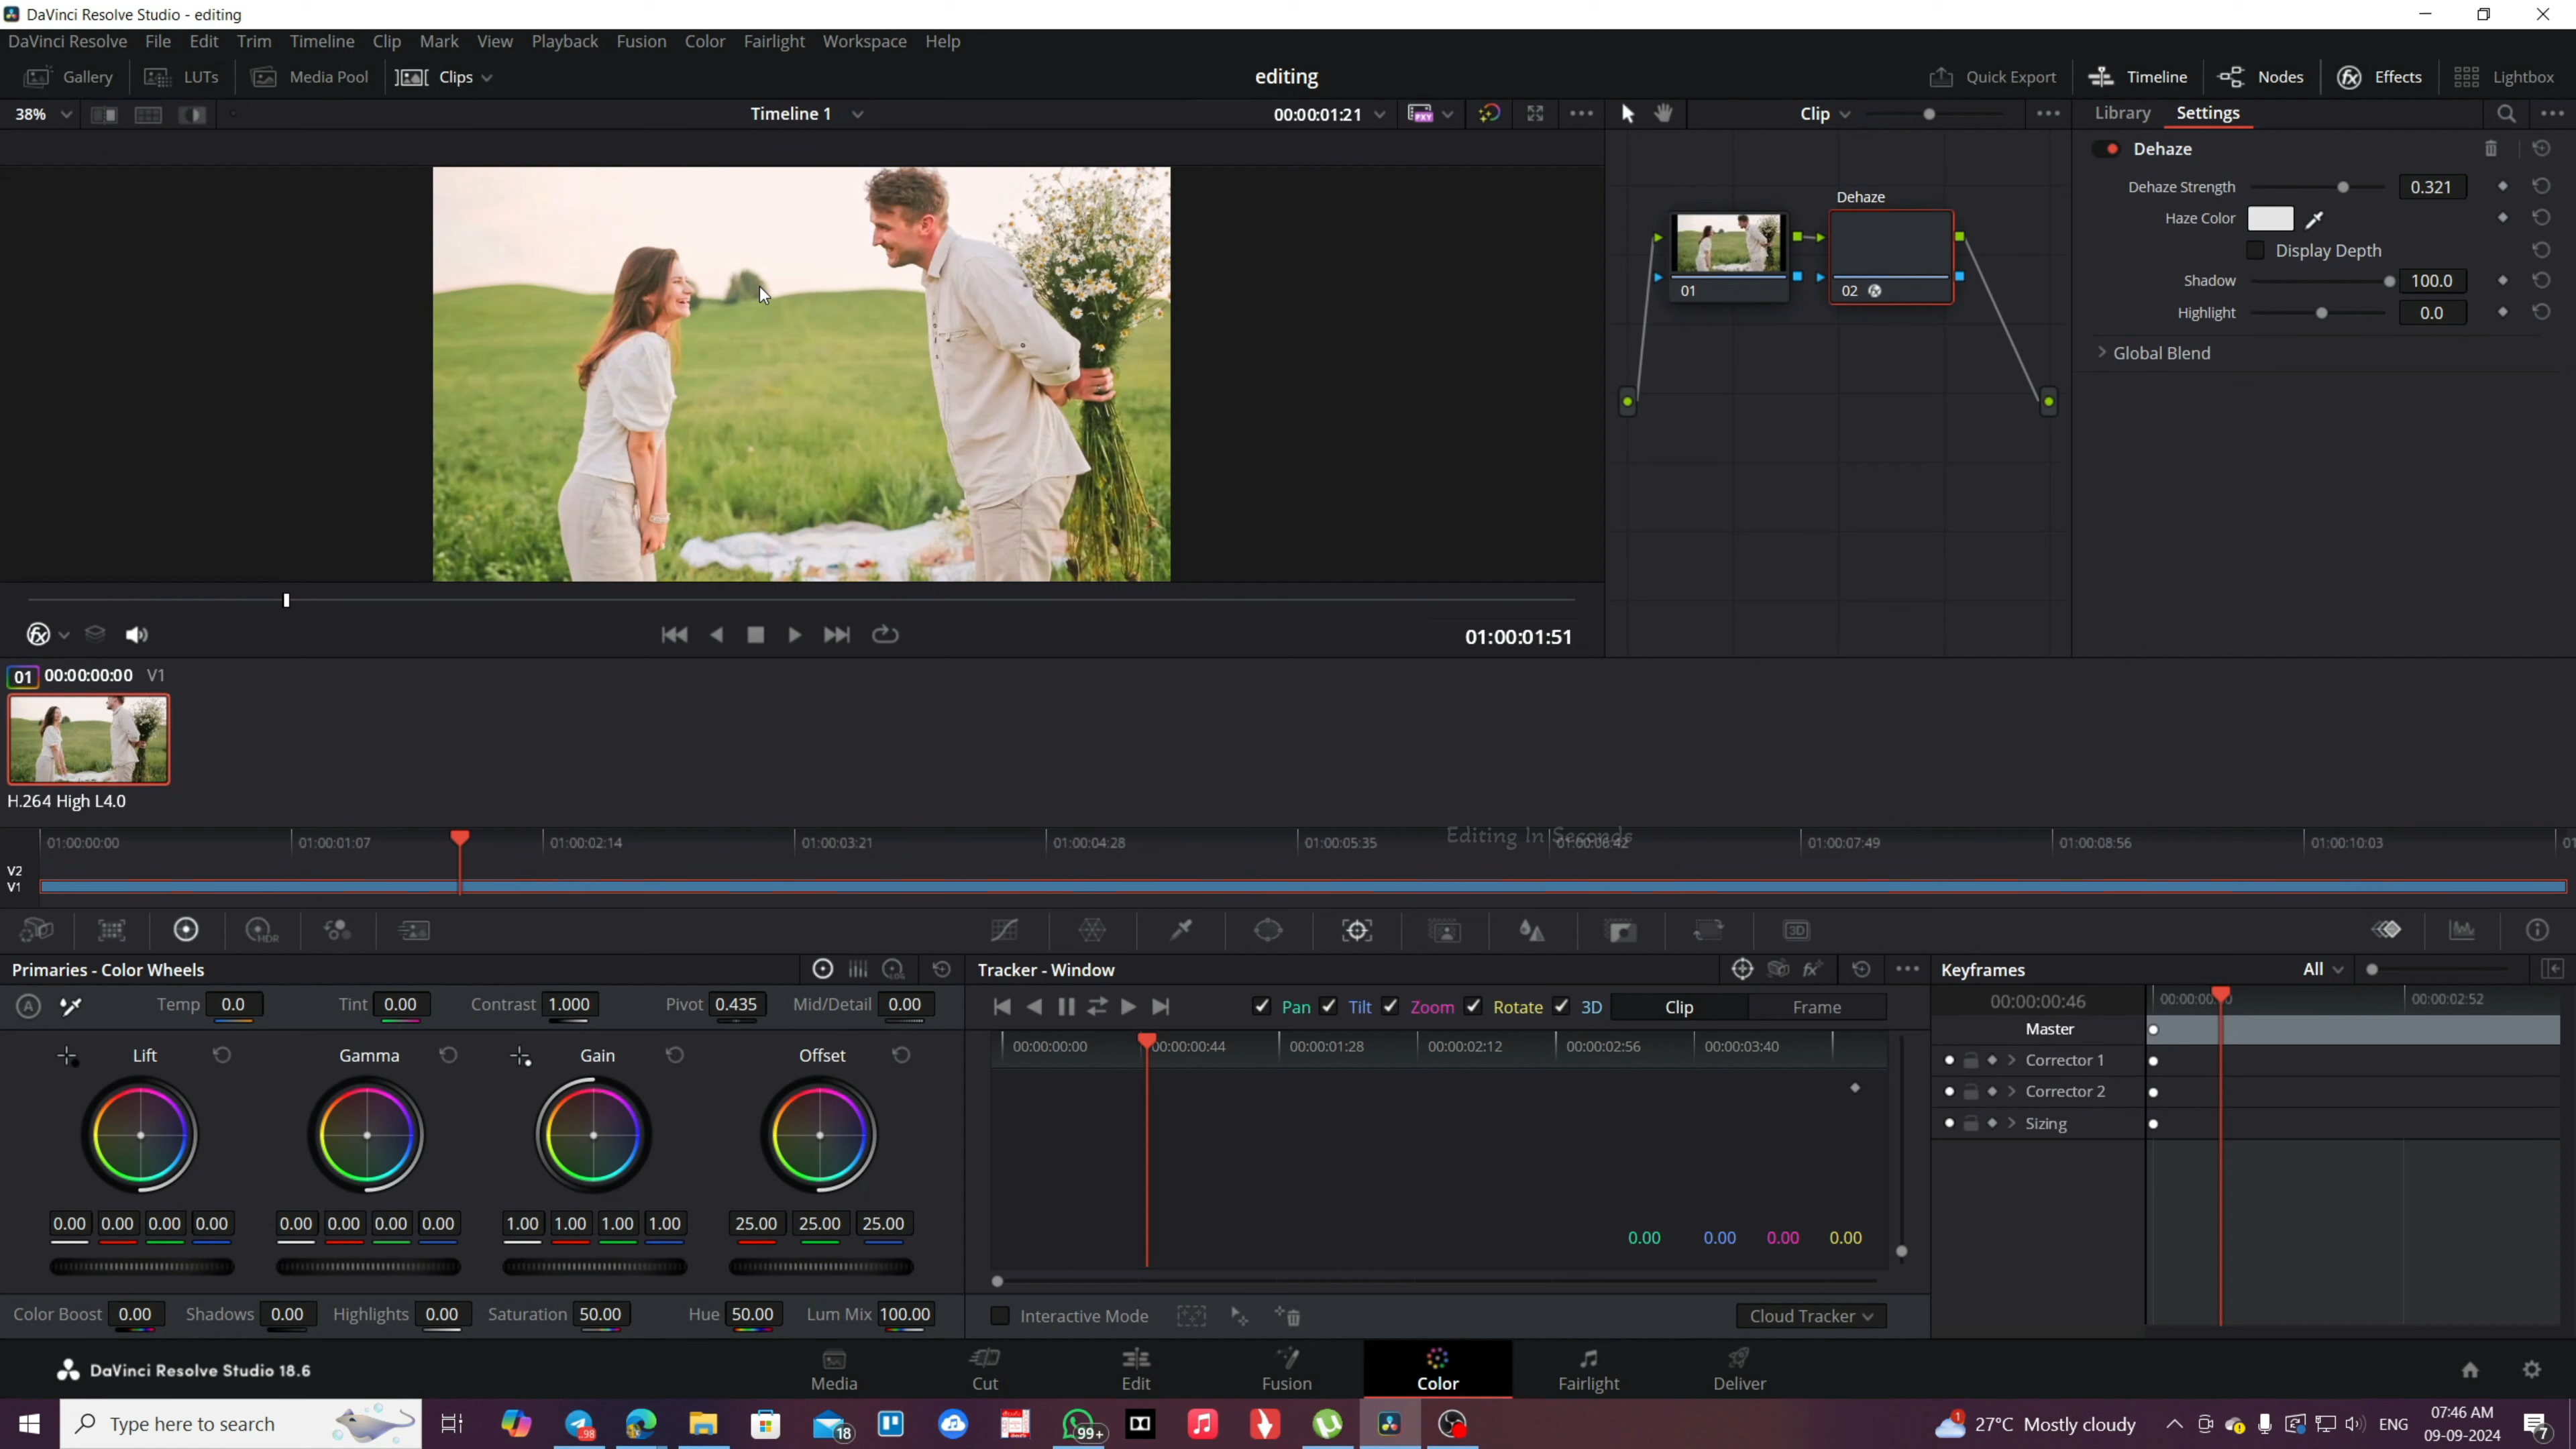 DaVinci Resolve Studio - editing
DaVinci Resolve File Edit Trim Timeline Clip Mark View Playback Fusion Color Fairlight Workspace Help
Gallery LUTs Media Pool Clips editing Quick Export Timeline Nodes Effects Lightbox
38% Timeline 1 00:00:01:21 Clip Library Settings
Dehaze
Dehaze Strength 0.321
Haze Color
Display Depth
Shadow 100.0
Highlight 0.0
Global Blend
Dehaze
01 02
01:00:01:51
01 00:00:00:00 V1
H.264 High L4.0
Editing In Seconds
01:00:00:00 01:00:01:07 01:00:02:14 01:00:03:21 01:00:04:28 01:00:05:35 01:00:06:42 01:00:07:49 01:00:08:56 01:00:10:03
V2
V1
HDR 3D
Primaries - Color Wheels LOG Tracker - Window Keyframes All
A Temp 0.0 Tint 0.00 Contrast 1.000 Pivot 0.435 Mid/Detail 0.00
Pan Tilt Zoom Rotate 3D Clip Frame
00:00:00:46 00:00:02:52
Lift Gamma Gain Offset
00:00:00:00 00:00:00:44 00:00:01:28 00:00:02:12 00:00:02:56 00:00:03:40
Master
Corrector 1
Corrector 2
Sizing
0.00 0.00 0.00 0.00 0.00 0.00 0.00 0.00 1.00 1.00 1.00 1.00 25.00 25.00 25.00
0.00 0.00 0.00 0.00
Color Boost 0.00 Shadows 0.00 Highlights 0.00 Saturation 50.00 Hue 50.00 Lum Mix 100.00
Interactive Mode Cloud Tracker
DaVinci Resolve Studio 18.6
Media Cut Edit Fusion Color Fairlight Deliver
Type here to search
98 18 99+
1 27°C Mostly cloudy ENG 07:46 AM
09-09-2024 7